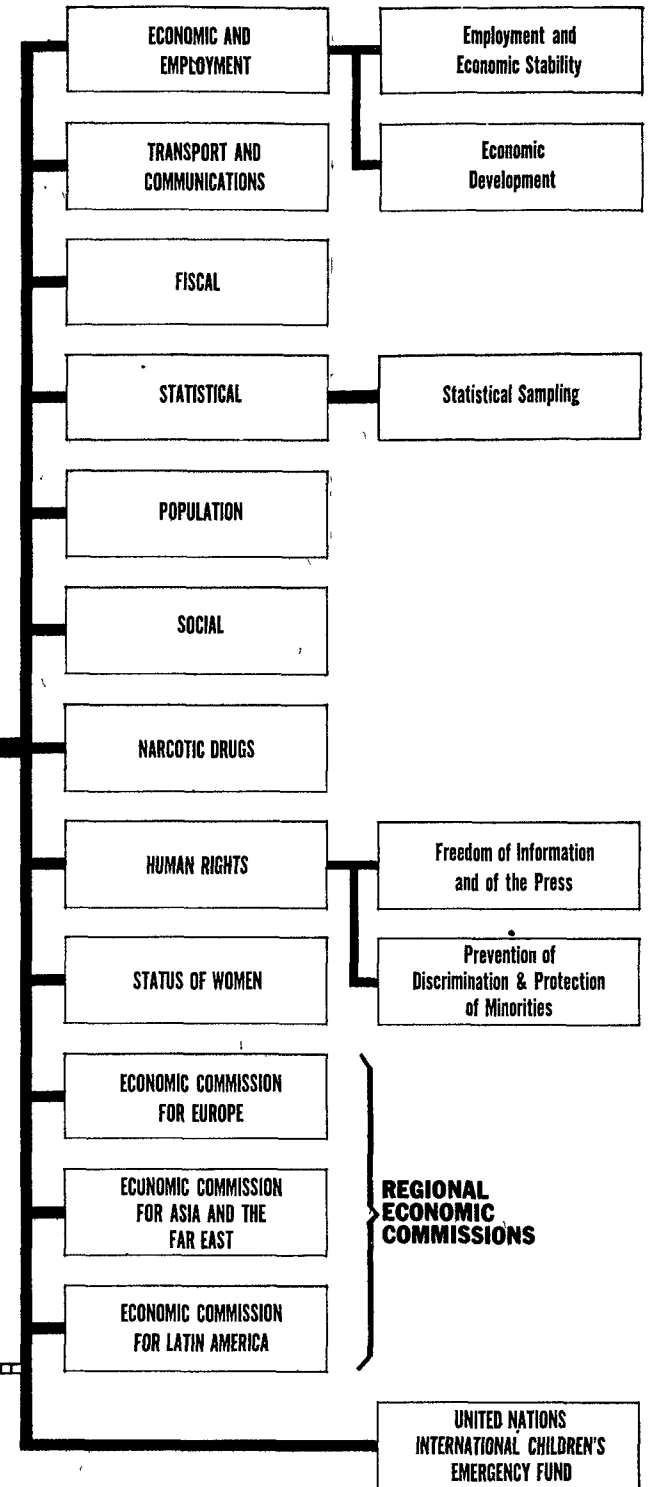 ECONOMIC AND
EMPLOYMENT
Employment and
Economic Stability
TRANSPORT AND
COMMUNICATIONS
Economic
Development
FISCAL
STATISTICAL
Statistical Sampling
POPULATION
SOCIAL
NARCOTIC DRUGS
HUMAN RIGHTS
Freedom of Information
and of the Press
STATUS OF WOMEN
Prevention of
Discrimination & Protection
of Minorities
ECONOMIC COMMISSION
FOR EUROPE
ECONOMIC COMMISSION
FOR ASIA AND THE
FAR EAST
REGIONAL
ECONOMIC
COMMISSIONS
ECONOMIC COMMISSION
FOR LATIN AMERICA
UNITED NATIONS
INTERNATIONAL CHILDREN'S
EMERGENCY FUND